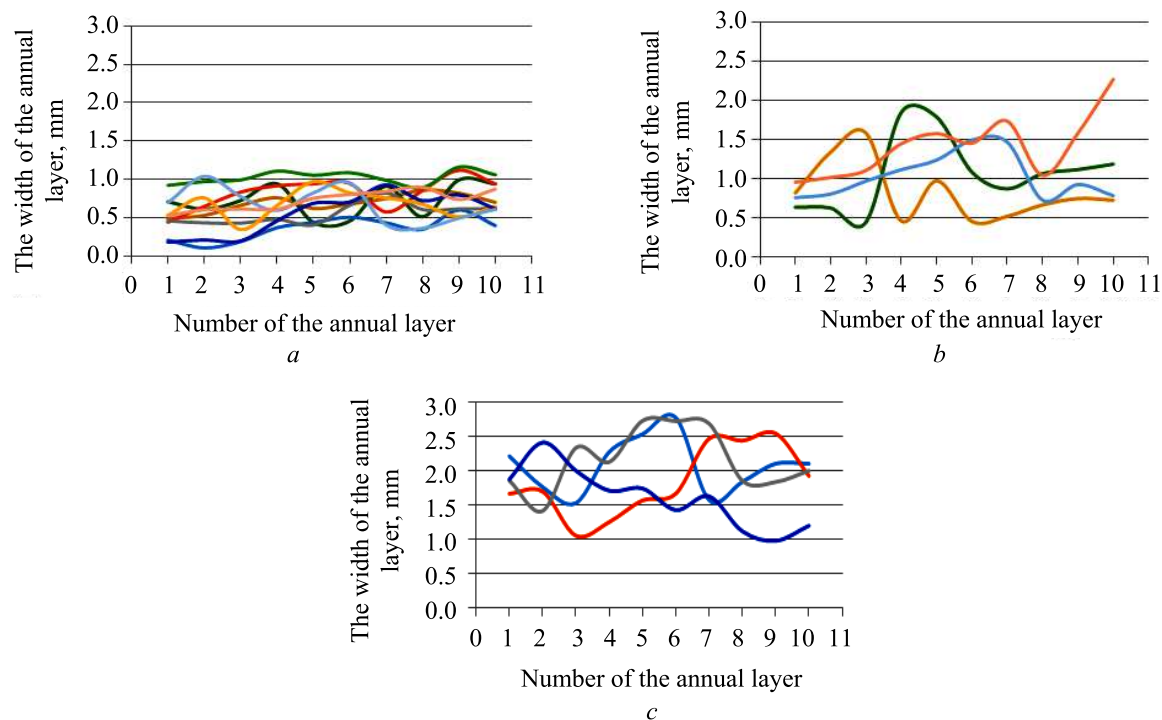 The width of the annual
layer, mm
3.0
2.5
2.0
1.5
1.0
0.5
0.0
0 1 2 3 4 5 6 7 8 9 10 11
Number of the annual layer
a
The width of the annual
layer, mm
3.0
2.5
2.0
1.5
1.0
0.5
0.0
0 1 2 3 4 5 6 7 8 9 10 11
Number of the annual layer
b
The width of the annual
layer, mm
3.0
2.5
2.0
1.5
1.0
0.5
0.0
0 1 2 3 4 5 6 7 8 9 10 11
Number of the annual layer
c